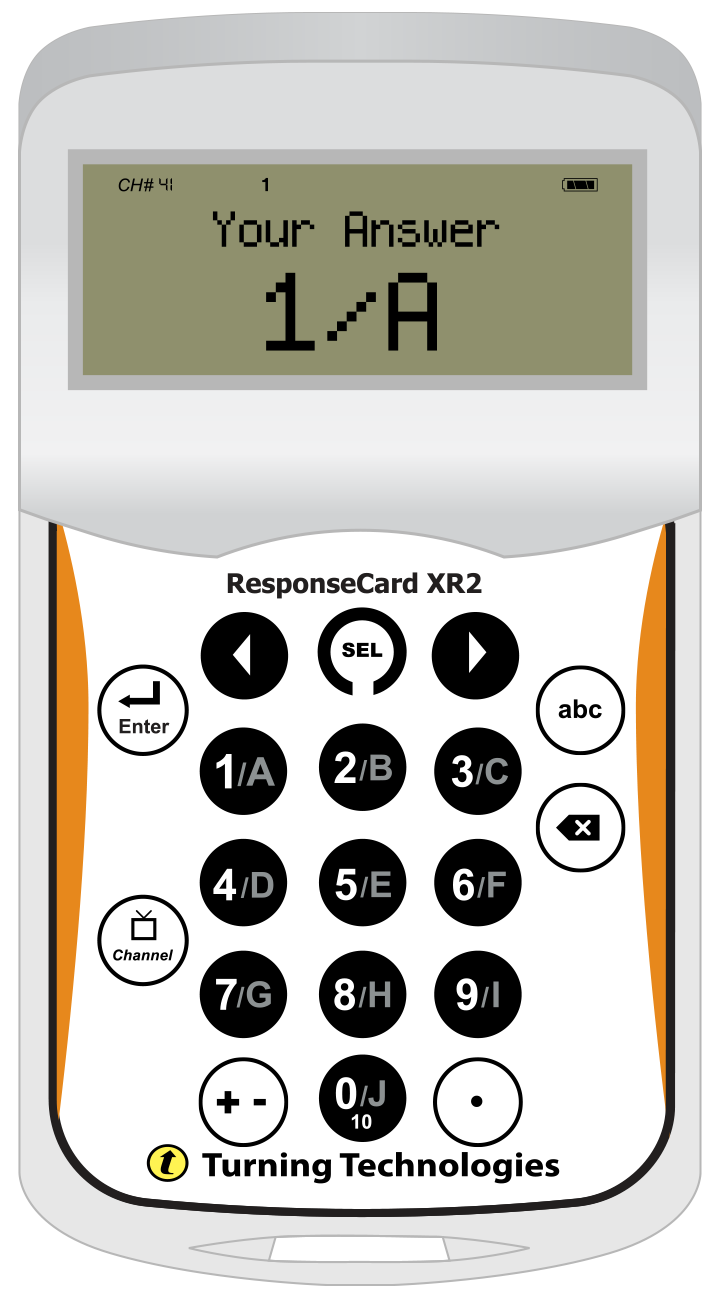 CH# 41 1
Your Answer
1/A
ResponseCard XR2
SEL
Enter
abc
1/A 2/B 3/C
4/D 5/E 6/F
Channel
7/G 8/H 9/I
+ - 0/J .
10
t Turning Technologies